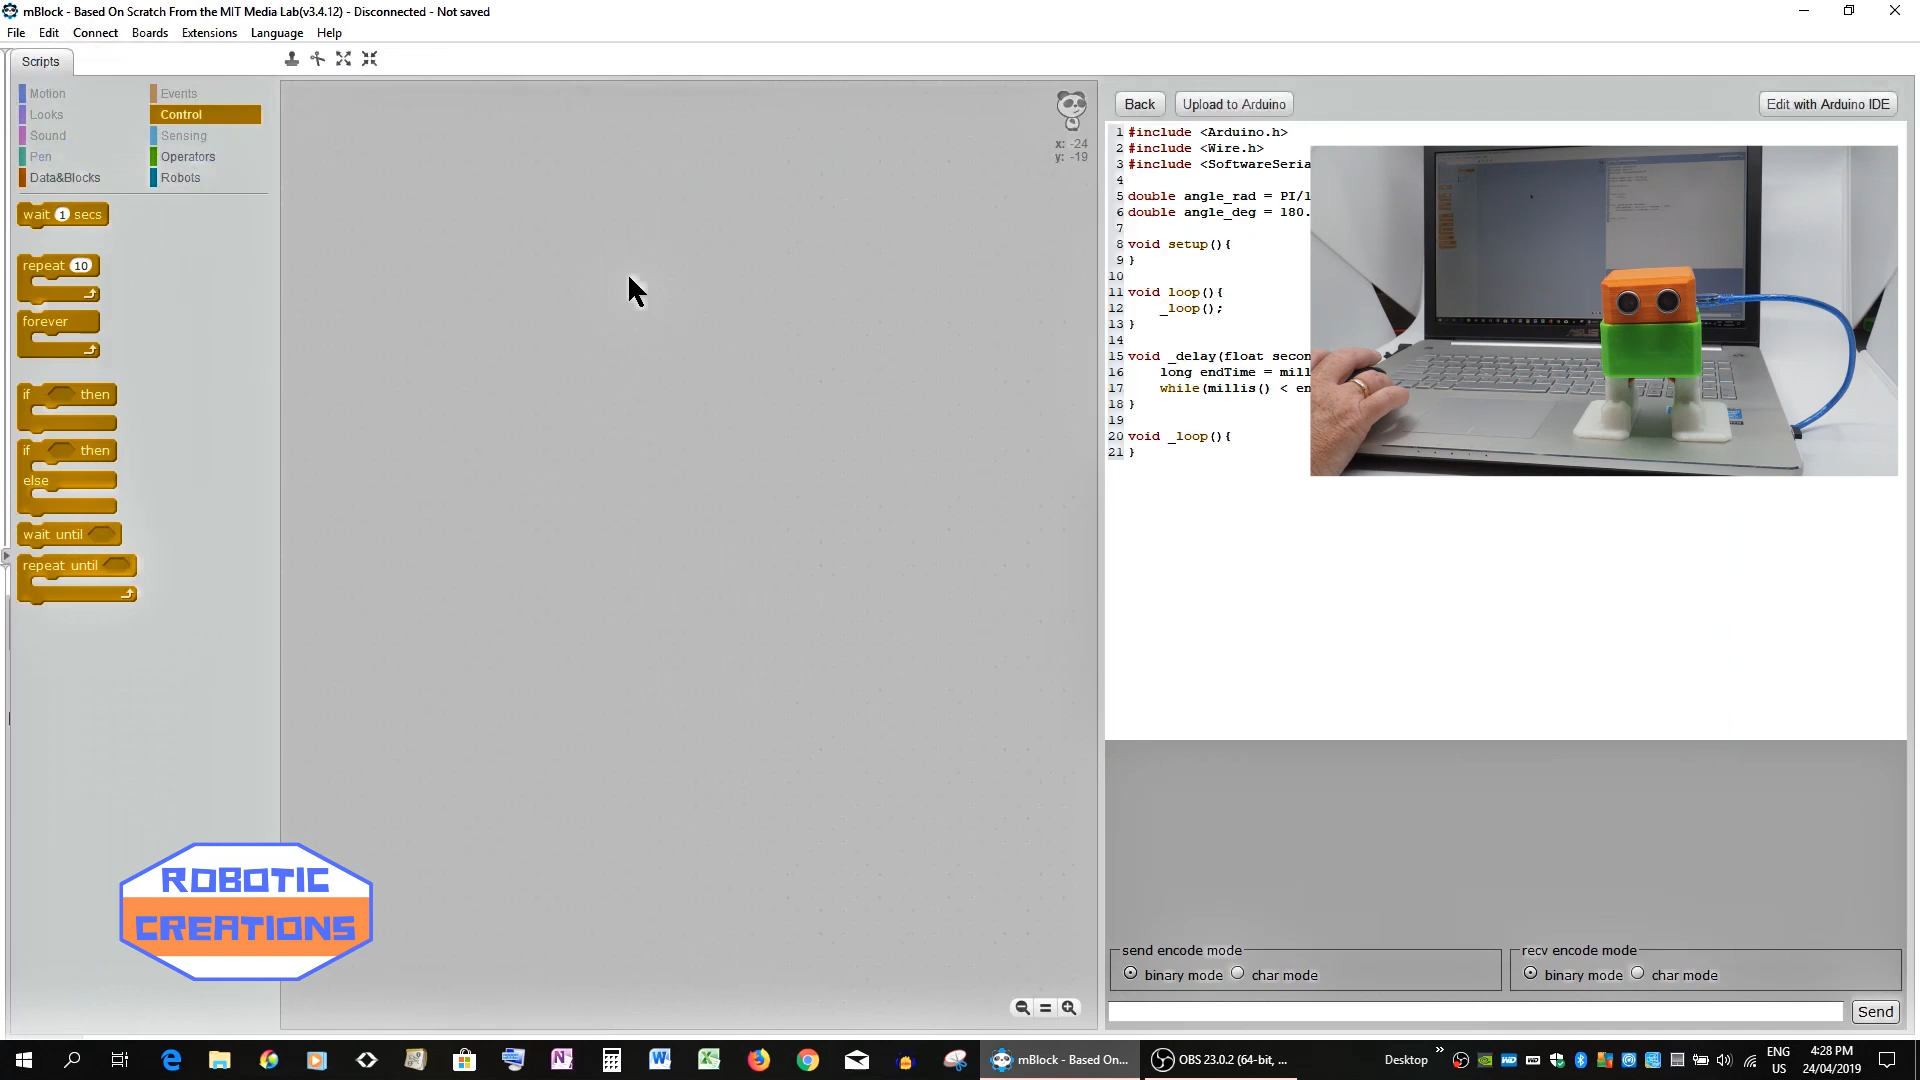 mBlock - Based On Scratch From the MIT Media Lab(v3.4.12) - Disconnected - Not saved
File Edit Connect Boards Extensions Language Help
Scripts
Motion Events
Looks Control
Sound Sensing
Pen Operators
Data&Blocks Robots
wait 1 secs
repeat 10
forever
if then
if then
else
wait until
repeat until
x: -24
y: -19
Back Upload to Arduino Edit with Arduino IDE
1 #include <Arduino.h>
2 #include <Wire.h>
3 #include <SoftwareSeria
4
5 double angle_rad = PI/1
6 double angle_deg = 180.
7
8 void setup(){
9 }
10
11 void loop(){
12 _loop();
13 }
14
15 void _delay(float secon
16 long endTime = mill
17 while(millis() < en
18 }
19
20 void _loop(){
21 }
ASUS
ROBOTIC
CREATIONS
send encode mode
binary mode char mode
recv encode mode
binary mode char mode
Send
mBlock - Based On...
OBS 23.0.2 (64-bit, ...
Desktop
ENG
US
4:28 PM
24/04/2019